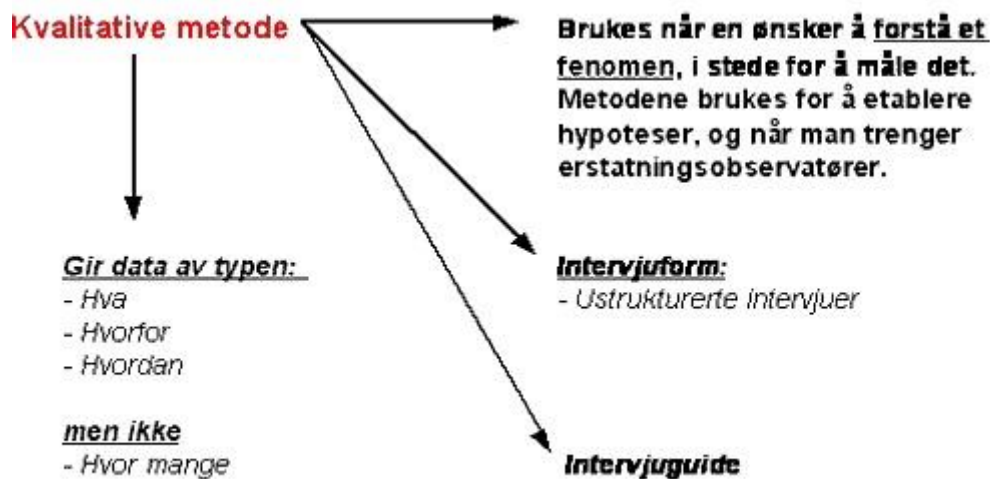 Kvalitative metode
Brukes når en ønsker å forstå et
fenomen, i stede for å måle det.
Metodene brukes for å etablere
hypoteser, og når man trenger
erstatningsobservatører.
Gir data av typen:
- Hva
- Hvorfor
- Hvordan
men ikke
- Hvor mange
Intervjuform:
- Ustrukturerte intervjuer
Intervjuguide